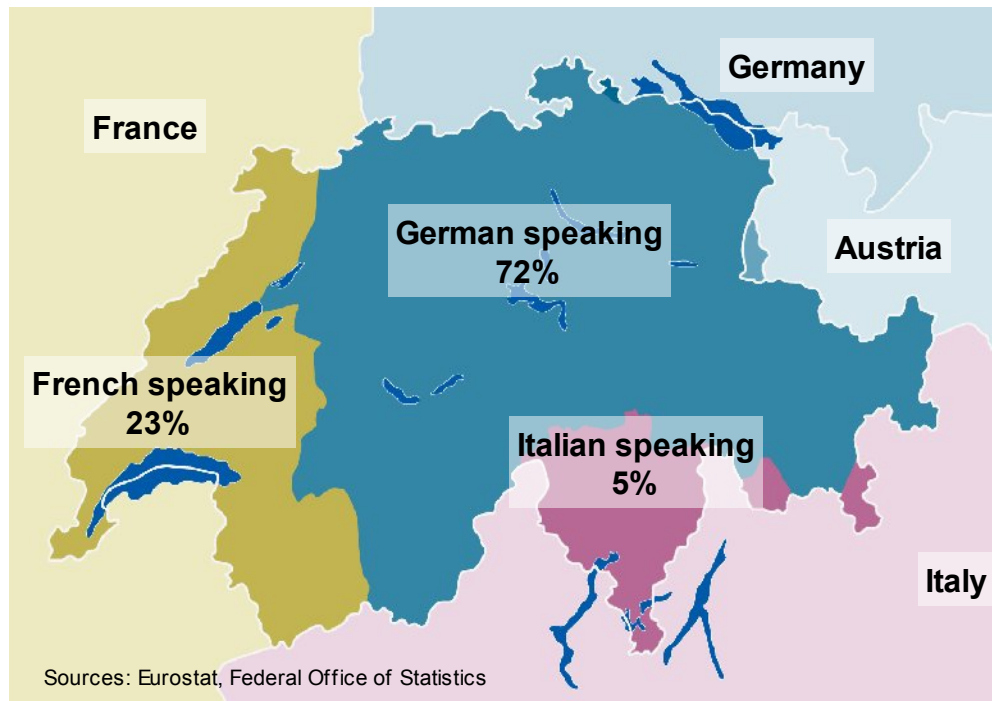 Germany
France
German speaking
72%
Austria
French speaking
23%
Italian speaking
5%
Italy
Sources: Eurostat, Federal Office of Statistics